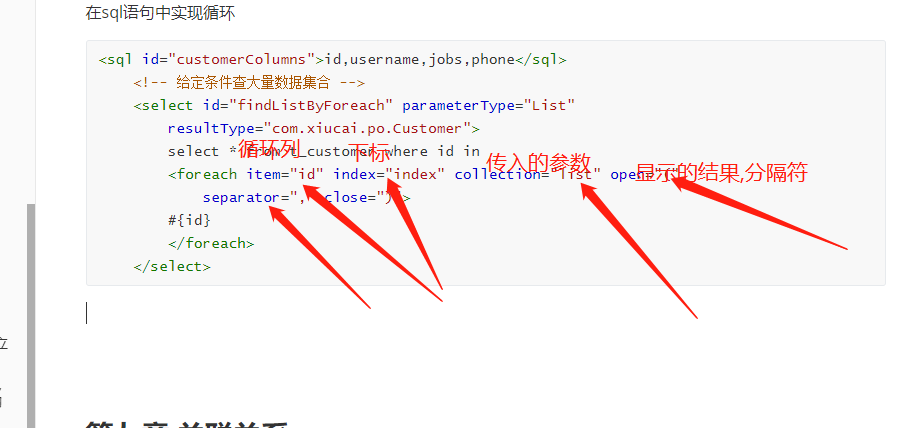 在sql语句中实现循环
<sql id="customerColumns">id,username,jobs,phone</sql>
<!-- 给定条件查大量数据集合 -->
<select id="findListByForeach" parameterType="List"
resultType="com.xiucai.po.Customer">
select * from t_customer where id in
循环列 下标 传入的参数 显示的结果,分隔符
<foreach item="id" index="index" collection="list" open=
separator="," close=")">
#{id}
</foreach>
</select>